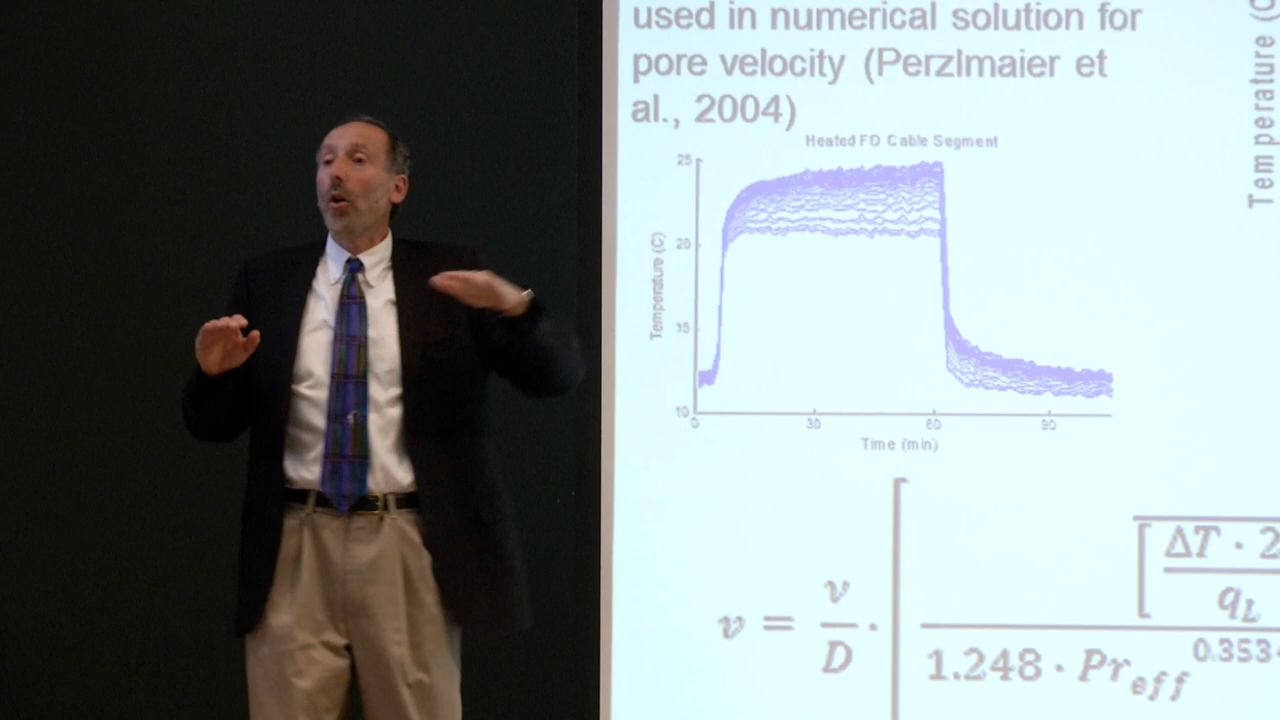 used in numerical solution for
pore velocity (Perzlmaier et
al., 2004)
Heated FO Cable Segment
25
20
15
10
Temperature (C)
0 30 60 90
Time (min)
Temperature (C
v = ν/D · [
[ΔT · 2
q_L
1.248 · Pr_eff^0.353